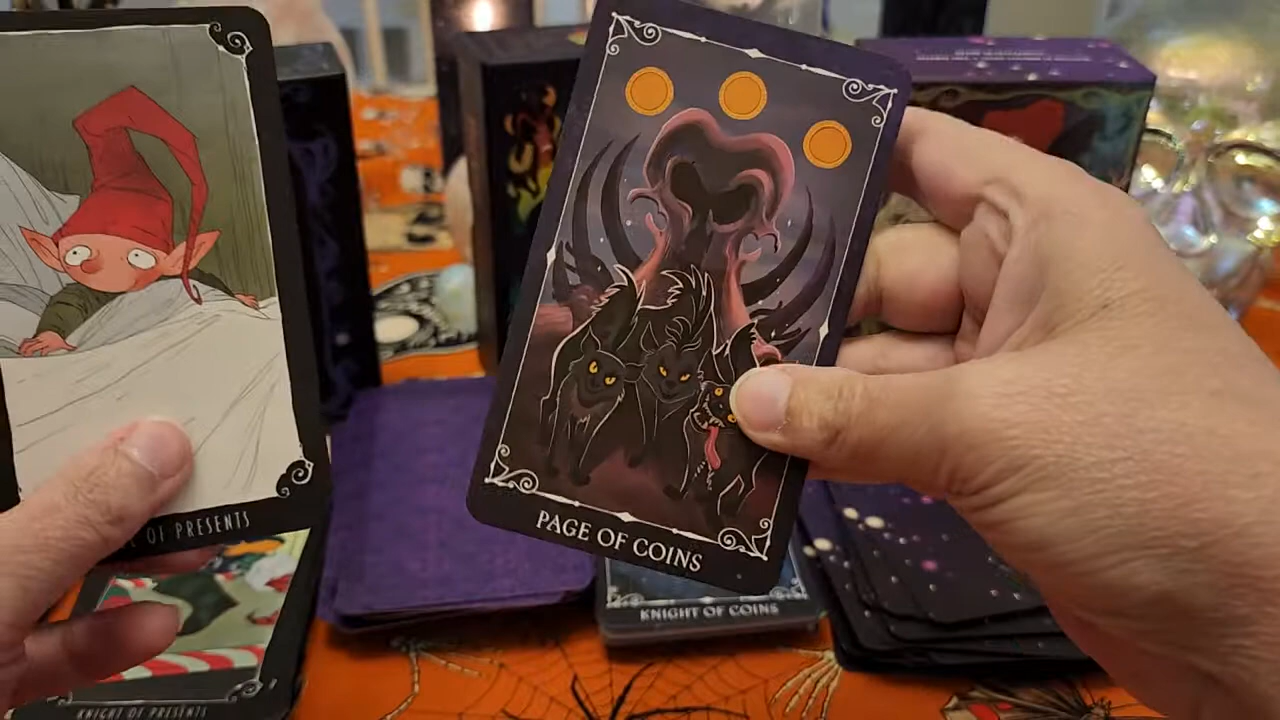 OF PRESENTS
KNIGHT OF PRESENTS
PAGE OF COINS
KNIGHT OF COINS